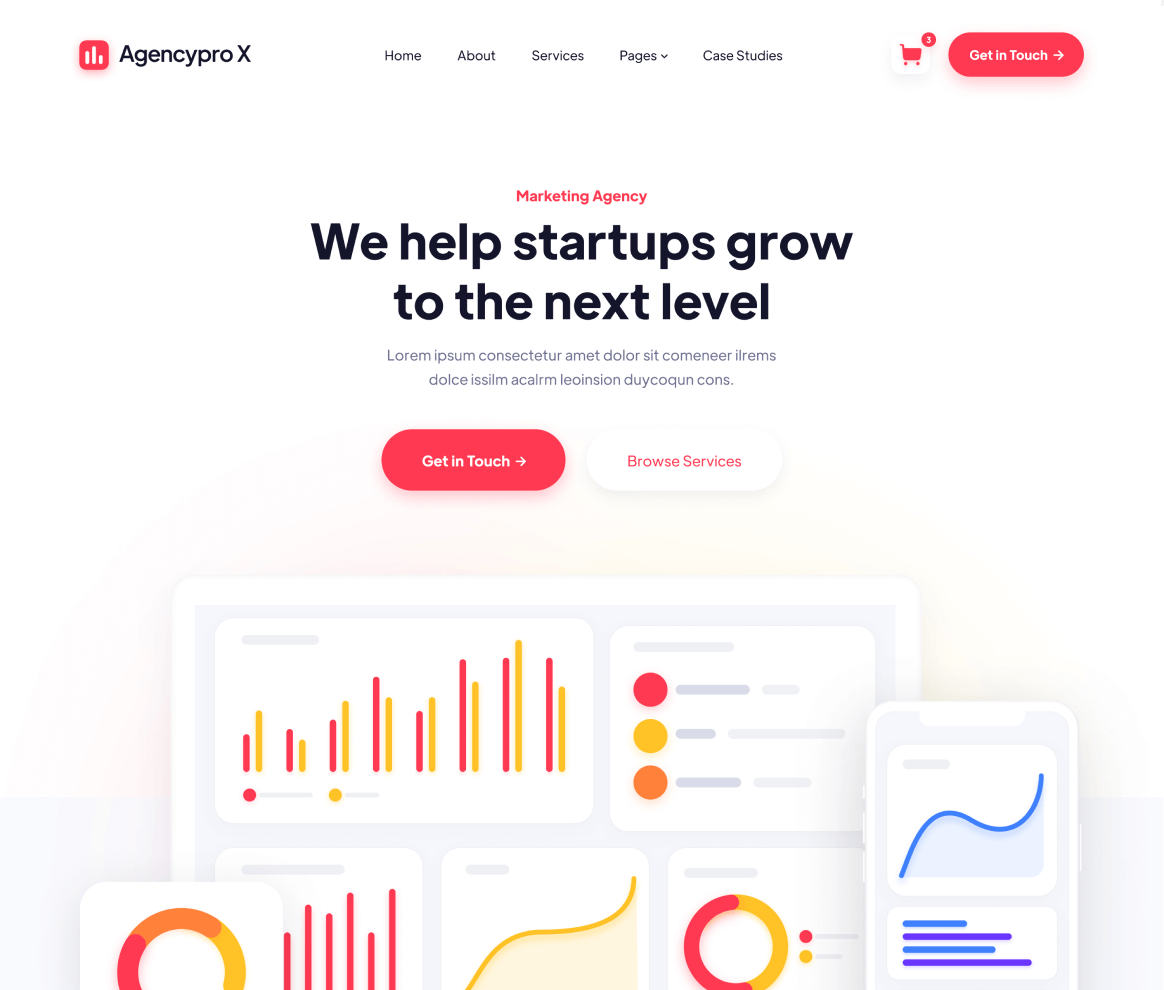 Agencypro X
Home
About
Services
Pages
Case Studies
3
Get in Touch →
Marketing Agency
We help startups grow
to the next level
Lorem ipsum consectetur amet dolor sit comeneer ilrems
dolce issilm acalrm leoinsion duycoqun cons.
Get in Touch →
Browse Services